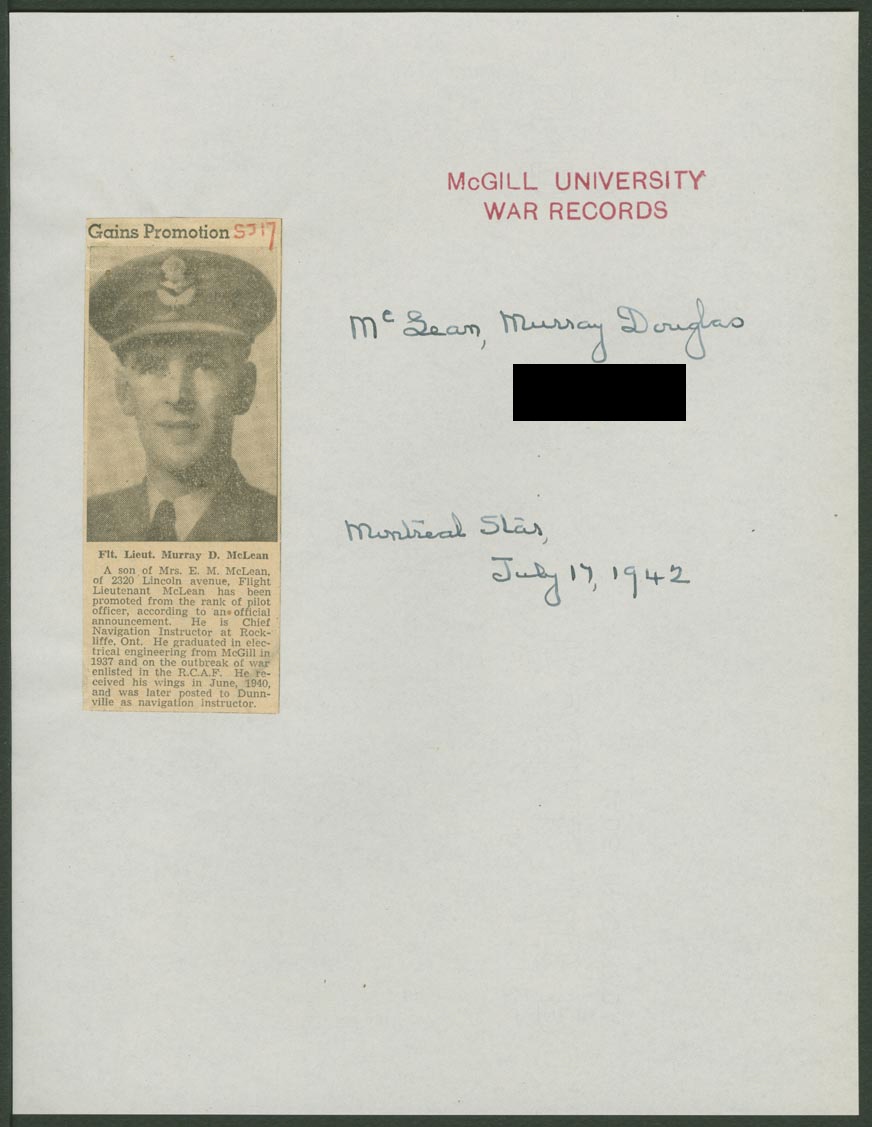 McGILL UNIVERSITY
WAR RECORDS
Gains Promotion SJ17
McLean, Murray Douglas
Montreal Star,
July 17, 1942
Flt. Lieut. Murray D. McLean
A son of Mrs. E. M. McLean,
of 2320 Lincoln avenue, Flight
Lieutenant McLean has been
promoted from the rank of pilot
officer, according to an official
announcement. He is Chief
Navigation Instructor at Rock-
liffe, Ont. He graduated in elec-
trical engineering from McGill in
1937 and on the outbreak of war
enlisted in the R.C.A.F. He re-
ceived his wings in June, 1940,
and was later posted to Dunn-
ville as navigation instructor.